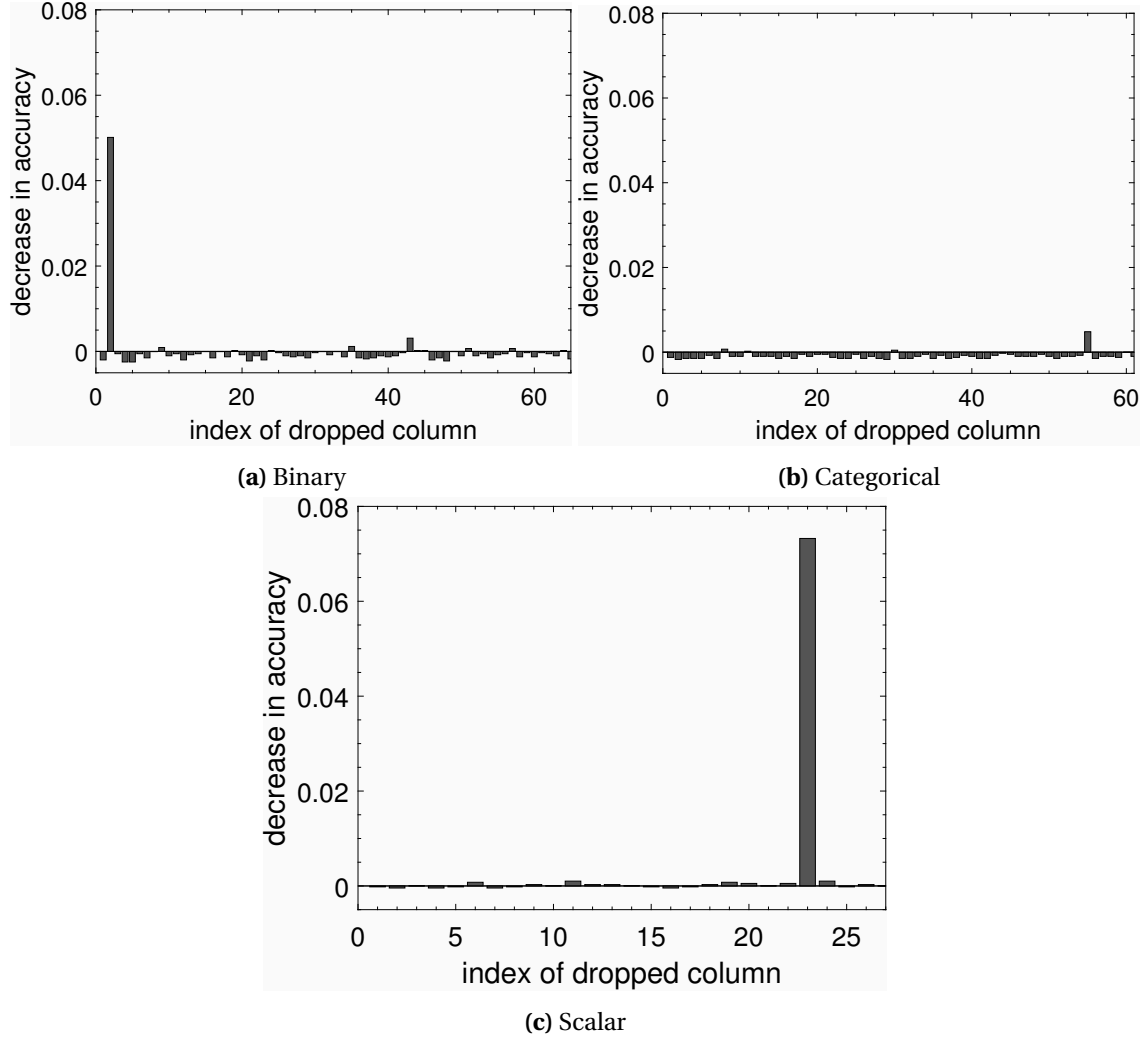 0.08
0.06
0.04
0.02
0
decrease in accuracy
0 20 40 60
index of dropped column
(a) Binary
0.08
0.06
0.04
0.02
0
decrease in accuracy
0 20 40 60
index of dropped column
(b) Categorical
0.08
0.06
0.04
0.02
0
decrease in accuracy
0 5 10 15 20 25
index of dropped column
(c) Scalar